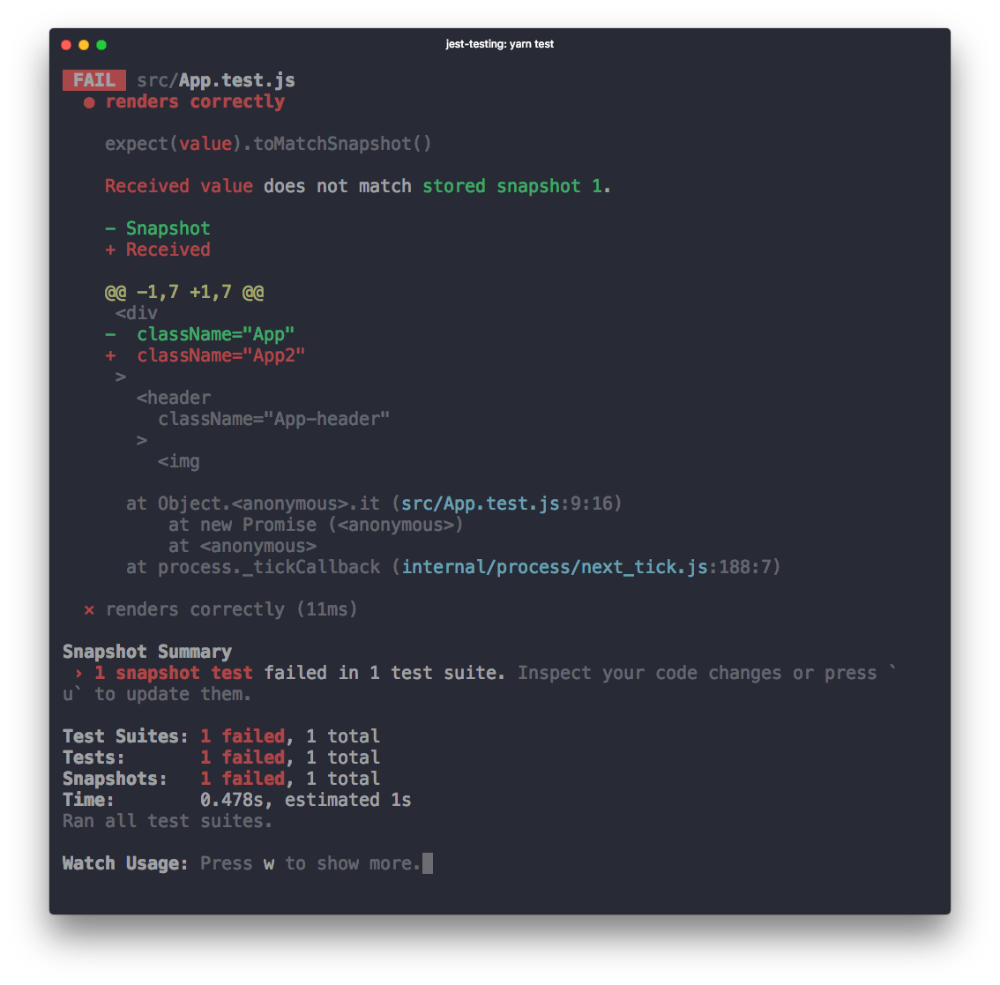 jest-testing: yarn test
FAIL src/App.test.js
● renders correctly
expect(value).toMatchSnapshot()
Received value does not match stored snapshot 1.
- Snapshot
+ Received
@@ -1,7 +1,7 @@
<div
-  className="App"
+  className="App2"
>
<header
className="App-header"
>
<img
at Object.<anonymous>.it (src/App.test.js:9:16)
at new Promise (<anonymous>)
at <anonymous>
at process._tickCallback (internal/process/next_tick.js:188:7)
✕ renders correctly (11ms)
Snapshot Summary
› 1 snapshot test failed in 1 test suite. Inspect your code changes or press `
u` to update them.
Test Suites: 1 failed, 1 total
Tests:       1 failed, 1 total
Snapshots:   1 failed, 1 total
Time:        0.478s, estimated 1s
Ran all test suites.
Watch Usage: Press w to show more.